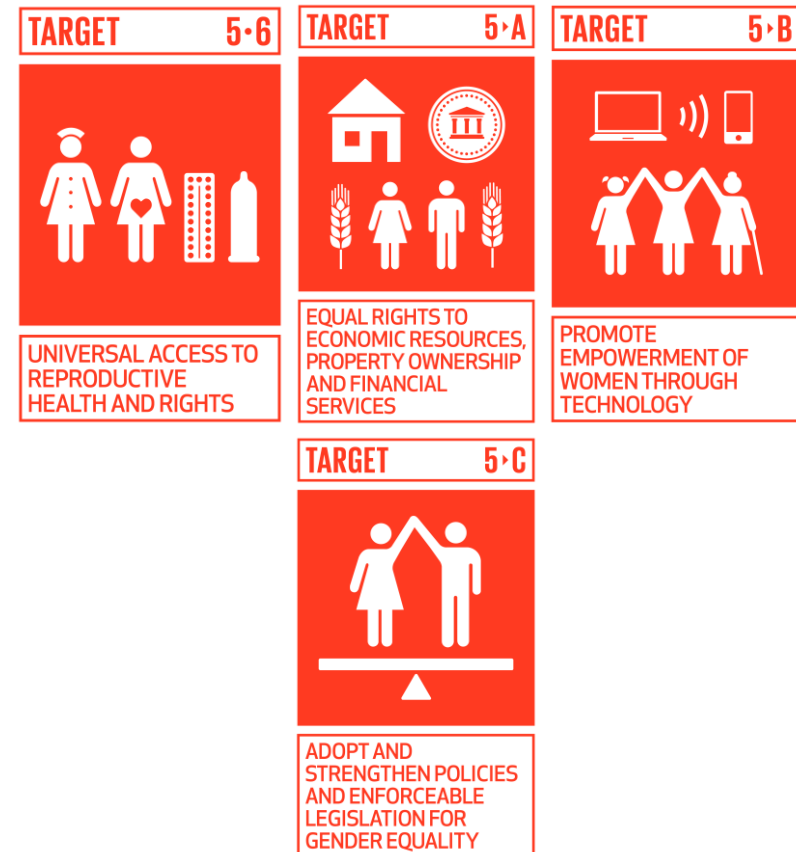 TARGET 5·6
UNIVERSAL ACCESS TO
REPRODUCTIVE
HEALTH AND RIGHTS
TARGET 5‣A
EQUAL RIGHTS TO
ECONOMIC RESOURCES,
PROPERTY OWNERSHIP
AND FINANCIAL
SERVICES
TARGET 5‣B
PROMOTE
EMPOWERMENT OF
WOMEN THROUGH
TECHNOLOGY
TARGET 5‣C
ADOPT AND
STRENGTHEN POLICIES
AND ENFORCEABLE
LEGISLATION FOR
GENDER EQUALITY